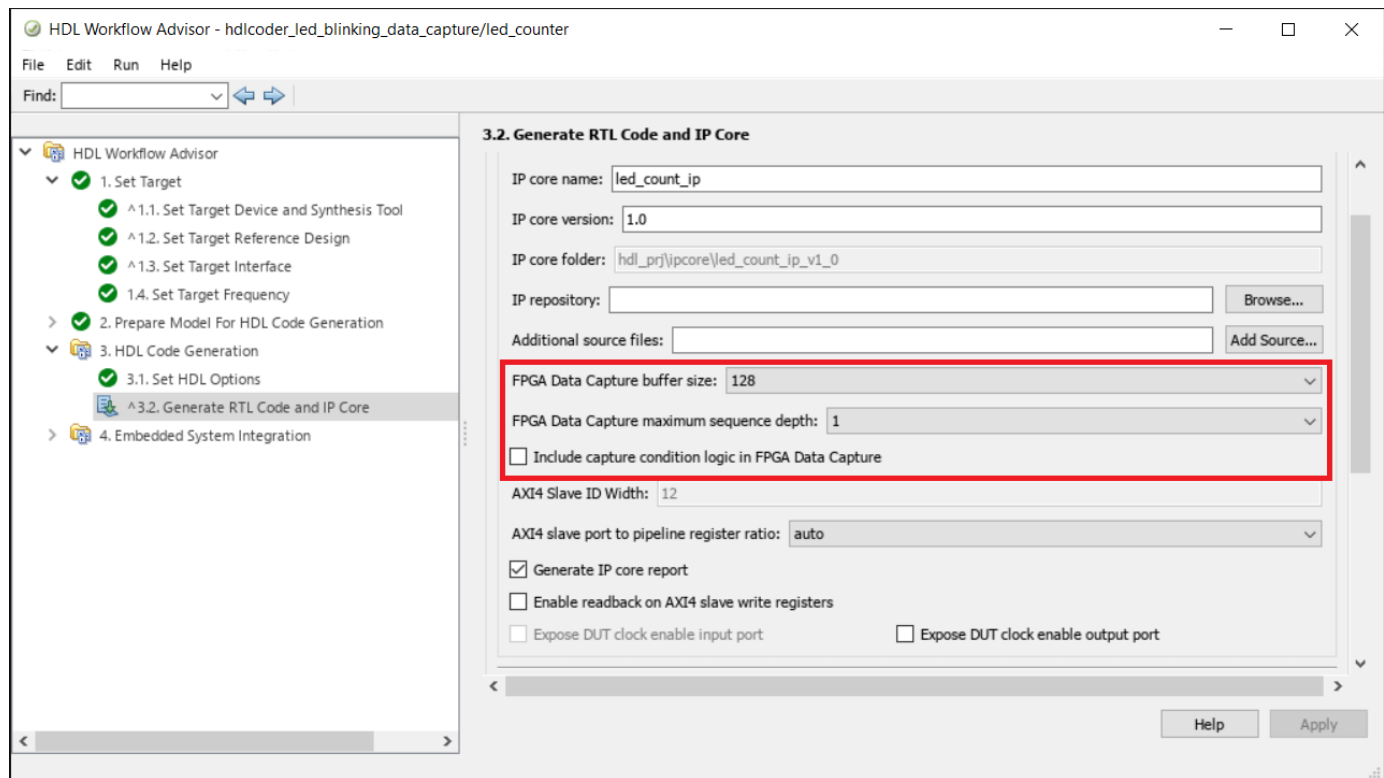 HDL Workflow Advisor - hdlcoder_led_blinking_data_capture/led_counter
File Edit Run Help
Find:
HDL Workflow Advisor
1. Set Target
^1.1. Set Target Device and Synthesis Tool
^1.2. Set Target Reference Design
^1.3. Set Target Interface
1.4. Set Target Frequency
2. Prepare Model For HDL Code Generation
3. HDL Code Generation
3.1. Set HDL Options
^3.2. Generate RTL Code and IP Core
4. Embedded System Integration
3.2. Generate RTL Code and IP Core
IP core name: led_count_ip
IP core version: 1.0
IP core folder: hdl_prj\ipcore\led_count_ip_v1_0
IP repository: Browse...
Additional source files: Add Source...
FPGA Data Capture buffer size: 128
FPGA Data Capture maximum sequence depth: 1
Include capture condition logic in FPGA Data Capture
AXI4 Slave ID Width: 12
AXI4 slave port to pipeline register ratio: auto
Generate IP core report
Enable readback on AXI4 slave write registers
Expose DUT clock enable input port Expose DUT clock enable output port
Help Apply